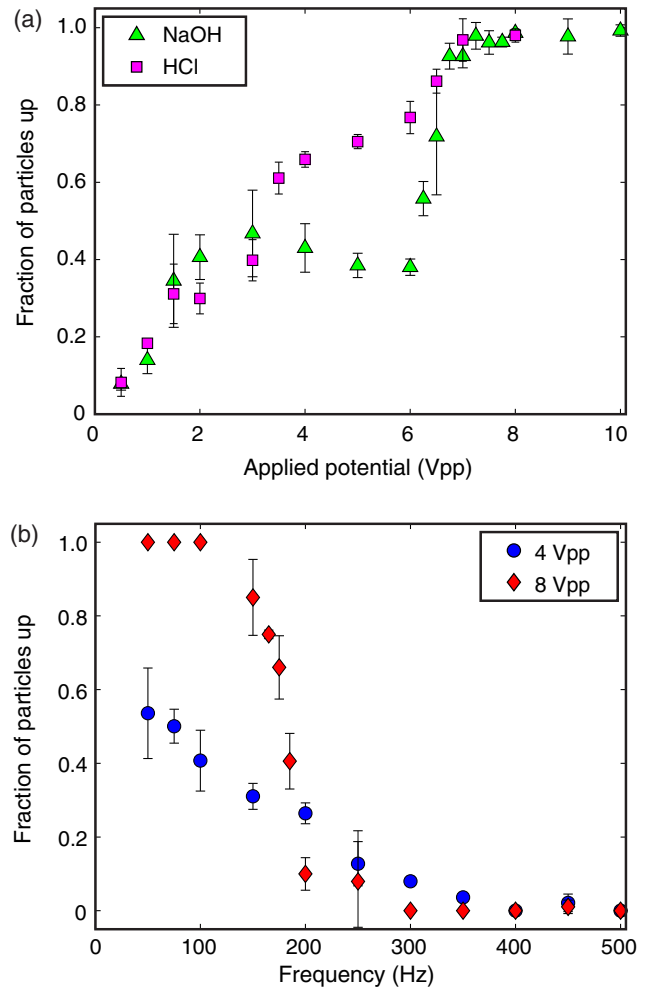 (a)
NaOH
HCl
1.0
0.8
0.6
0.4
0.2
0
Fraction of particles up
0 2 4 6 8 10
Applied potential (Vpp)
(b)
4 Vpp
8 Vpp
1.0
0.8
0.6
0.4
0.2
0
Fraction of particles up
0 100 200 300 400 500
Frequency (Hz)